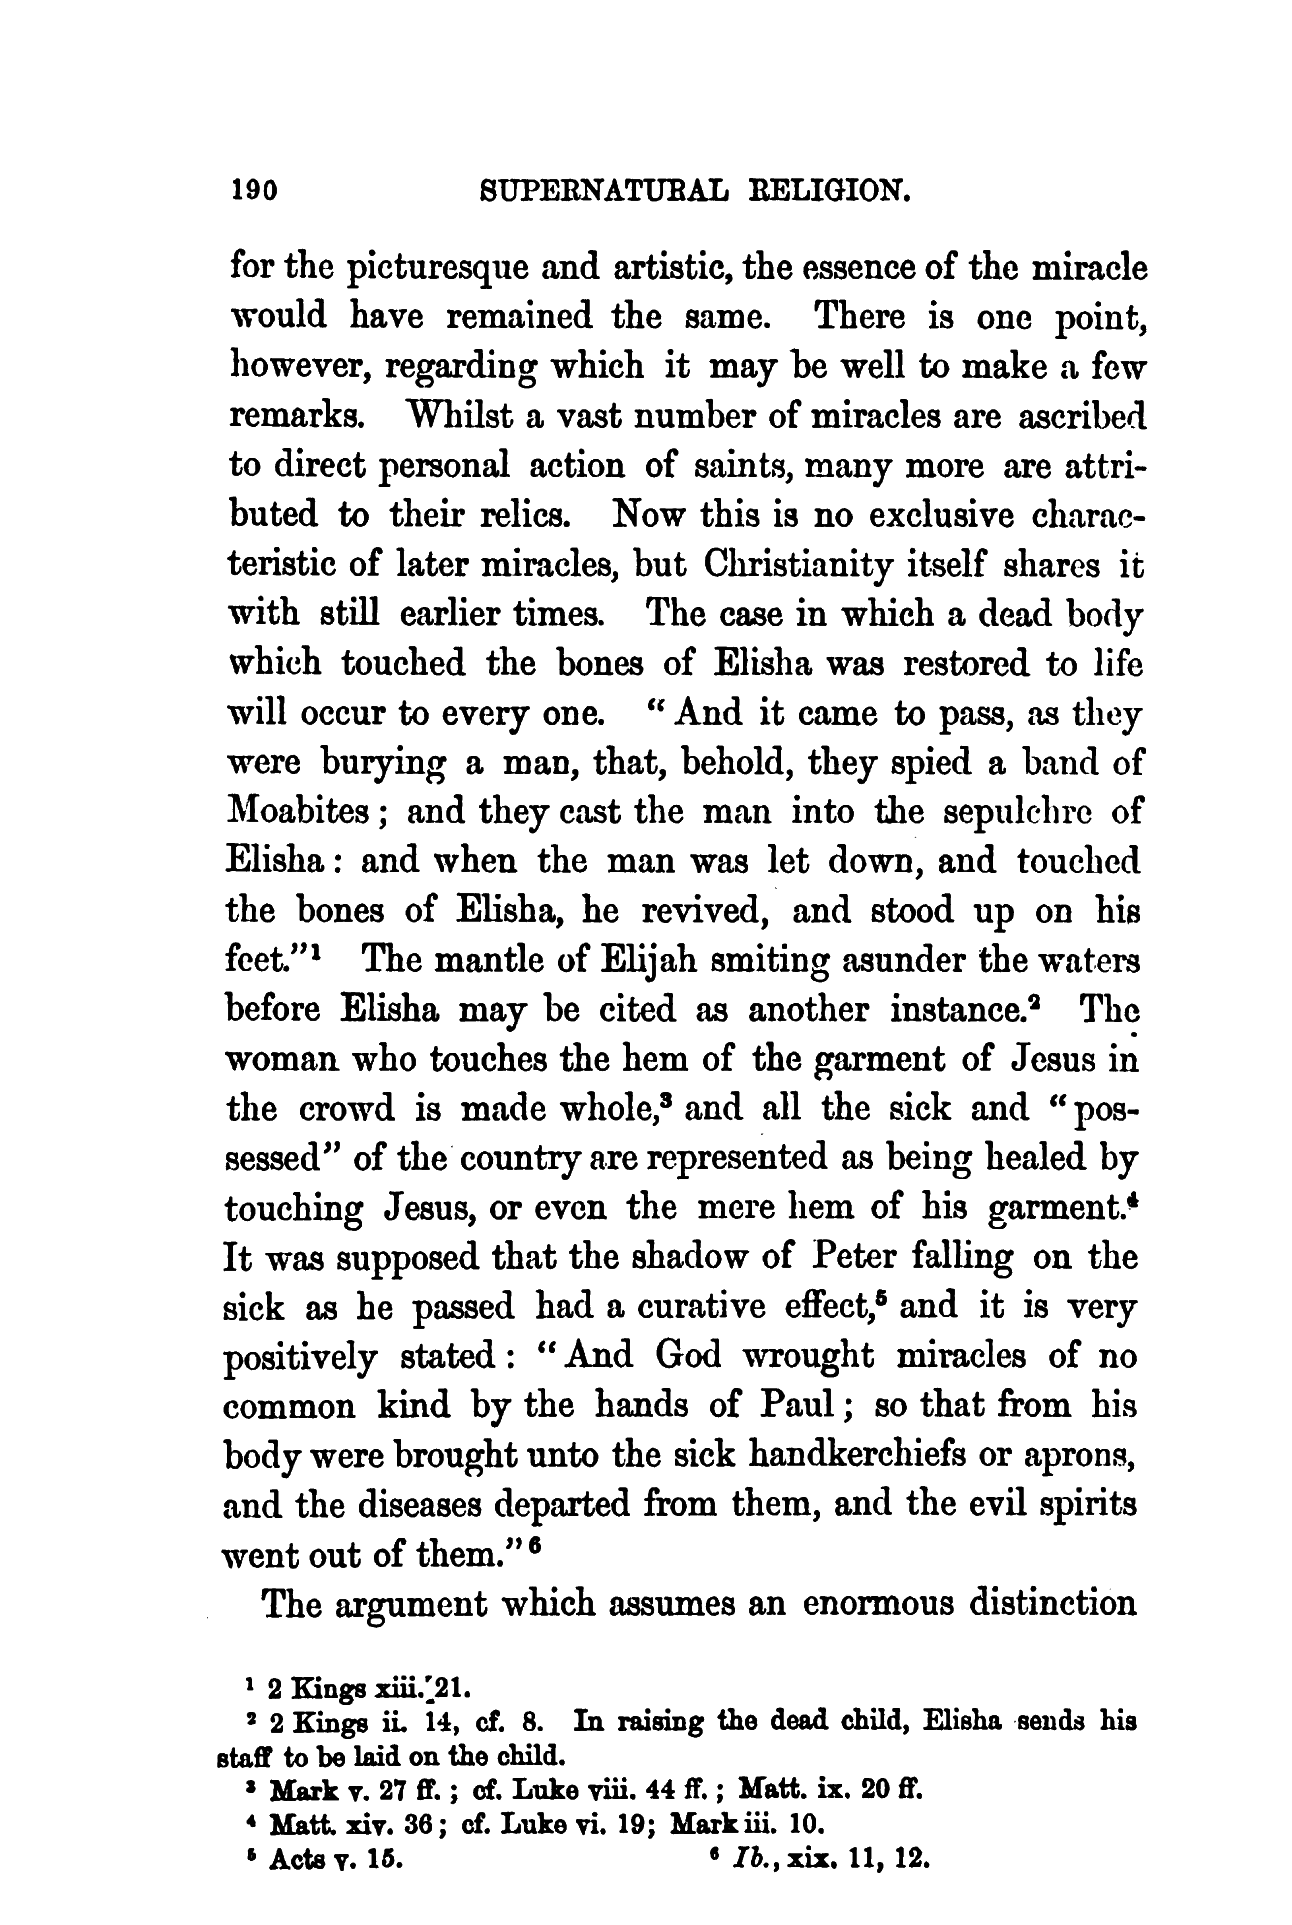 190 SUPERNATURAL RELIGION.
for the picturesque and artistic, the essence of the miracle
would have remained the same. There is one point,
however, regarding which it may be well to make a few
remarks. Whilst a vast number of miracles are ascribed
to direct personal action of saints, many more are attri-
buted to their relics. Now this is no exclusive charac-
teristic of later miracles, but Christianity itself shares it
with still earlier times. The case in which a dead body
which touched the bones of Elisha was restored to life
will occur to every one. “And it came to pass, as they
were burying a man, that, behold, they spied a band of
Moabites; and they cast the man into the sepulchre of
Elisha: and when the man was let down, and touched
the bones of Elisha, he revived, and stood up on his
feet.”¹ The mantle of Elijah smiting asunder the waters
before Elisha may be cited as another instance.² The
woman who touches the hem of the garment of Jesus in
the crowd is made whole,³ and all the sick and “pos-
sessed” of the country are represented as being healed by
touching Jesus, or even the mere hem of his garment.⁴
It was supposed that the shadow of Peter falling on the
sick as he passed had a curative effect,⁵ and it is very
positively stated: “And God wrought miracles of no
common kind by the hands of Paul; so that from his
body were brought unto the sick handkerchiefs or aprons,
and the diseases departed from them, and the evil spirits
went out of them.”⁶
The argument which assumes an enormous distinction
¹ 2 Kings xiii. 21.
² 2 Kings ii. 14, cf. 8. In raising the dead child, Elisha sends his
staff to be laid on the child.
³ Mark v. 27 ff.; cf. Luke viii. 44 ff.; Matt. ix. 20 ff.
⁴ Matt. xiv. 36; cf. Luke vi. 19; Mark iii. 10.
⁵ Acts v. 15. ⁶ Ib., xix. 11, 12.